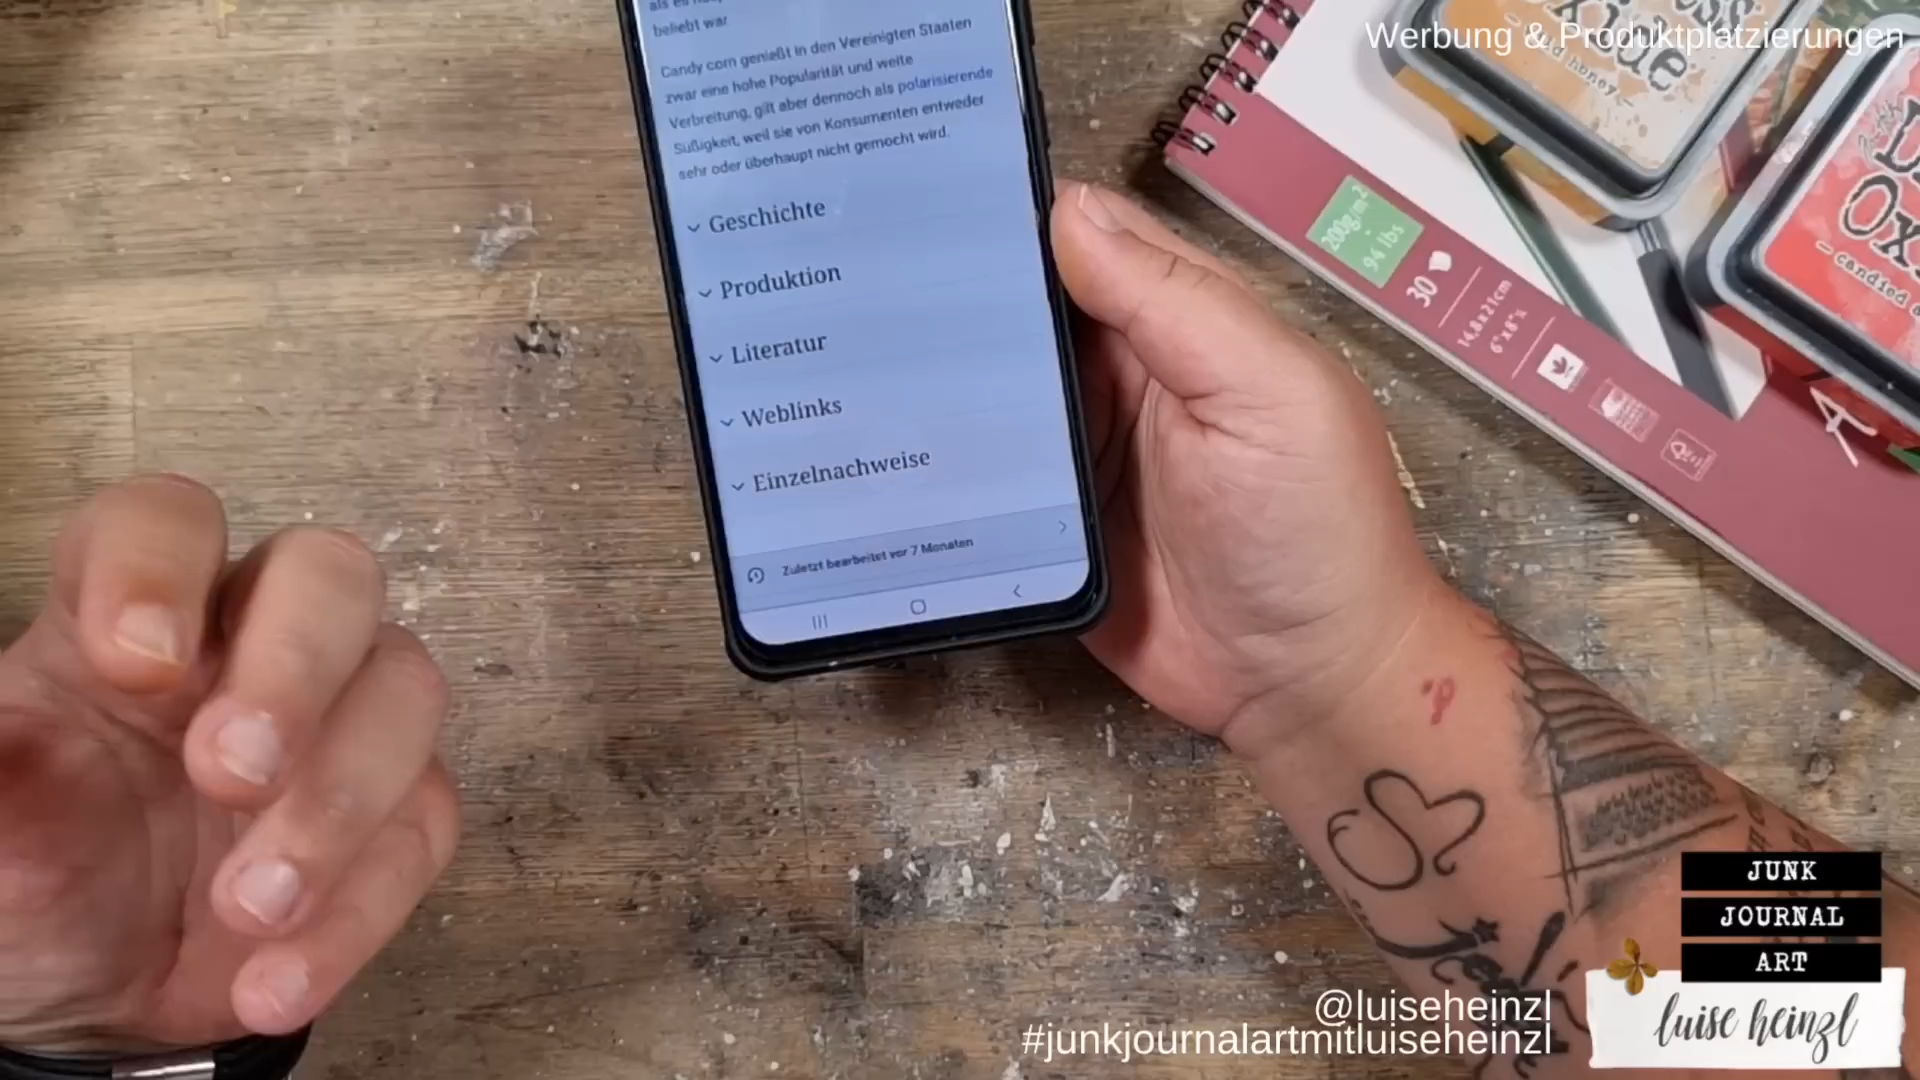 beliebt war.
Candy corn genießt in den Vereinigten Staaten
zwar eine hohe Popularität und weite
Verbreitung, gilt aber dennoch als polarisierende
Süßigkeit, weil sie von Konsumenten entweder
sehr oder überhaupt nicht gemocht wird.
Geschichte
Produktion
Literatur
Weblinks
Einzelnachweise
Zuletzt bearbeitet vor 7 Monaten
Werbung & Produktplatzierungen
200g/m²
94 lbs
30
14,8x21cm
6"x8"
candied
JUNK
JOURNAL
ART
luise heinzl
@luiseheinzl
#junkjournalartmitluiseheinzl